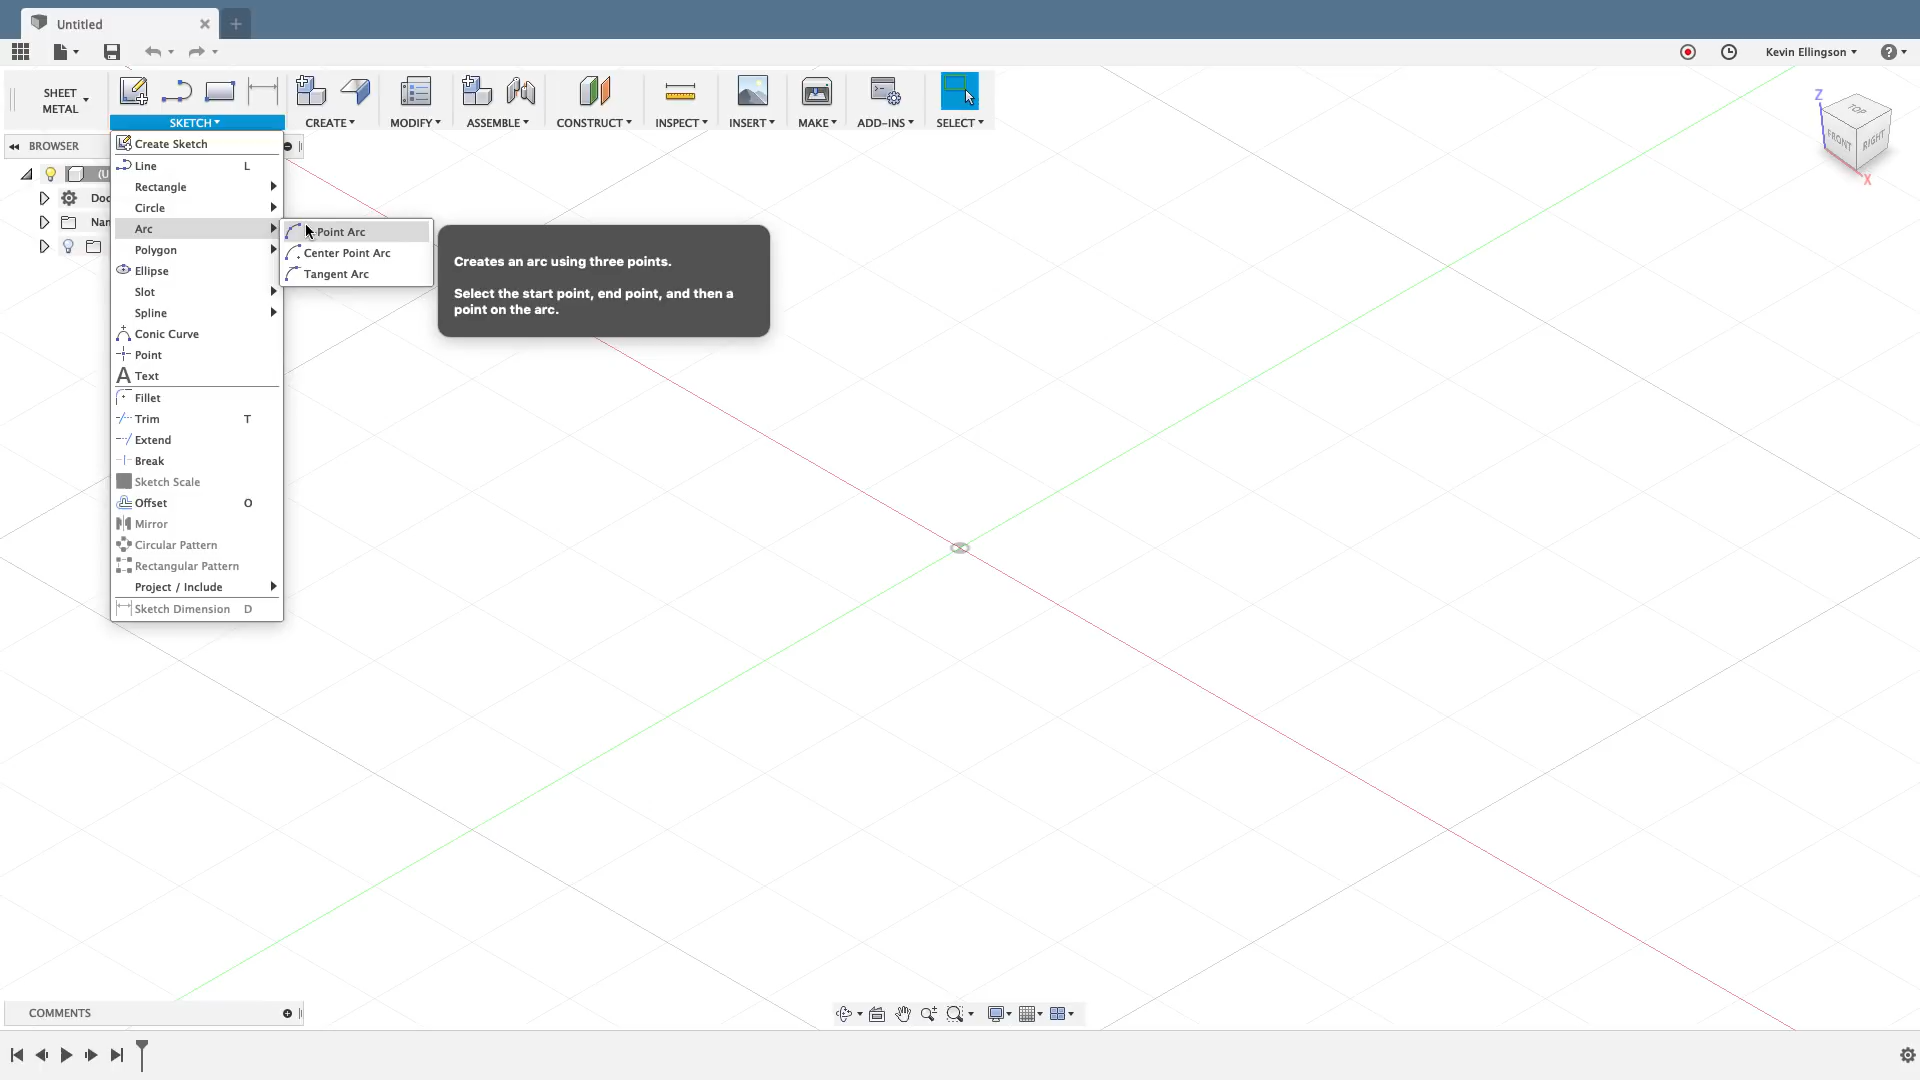 Untitled
Kevin Ellingson
SHEET
METAL
SKETCH
CREATE
MODIFY
ASSEMBLE
CONSTRUCT
INSPECT
INSERT
MAKE
ADD-INS
SELECT
BROWSER
(U
Doc
Nar
Create Sketch
Line L
Rectangle
Circle
Arc
Polygon
Ellipse
Slot
Spline
Conic Curve
Point
Text
Fillet
Trim T
Extend
Break
Sketch Scale
Offset O
Mirror
Circular Pattern
Rectangular Pattern
Project / Include
Sketch Dimension D
-Point Arc
Center Point Arc
Tangent Arc
Creates an arc using three points.
Select the start point, end point, and then a
point on the arc.
Z
TOP
FRONT
RIGHT
X
COMMENTS